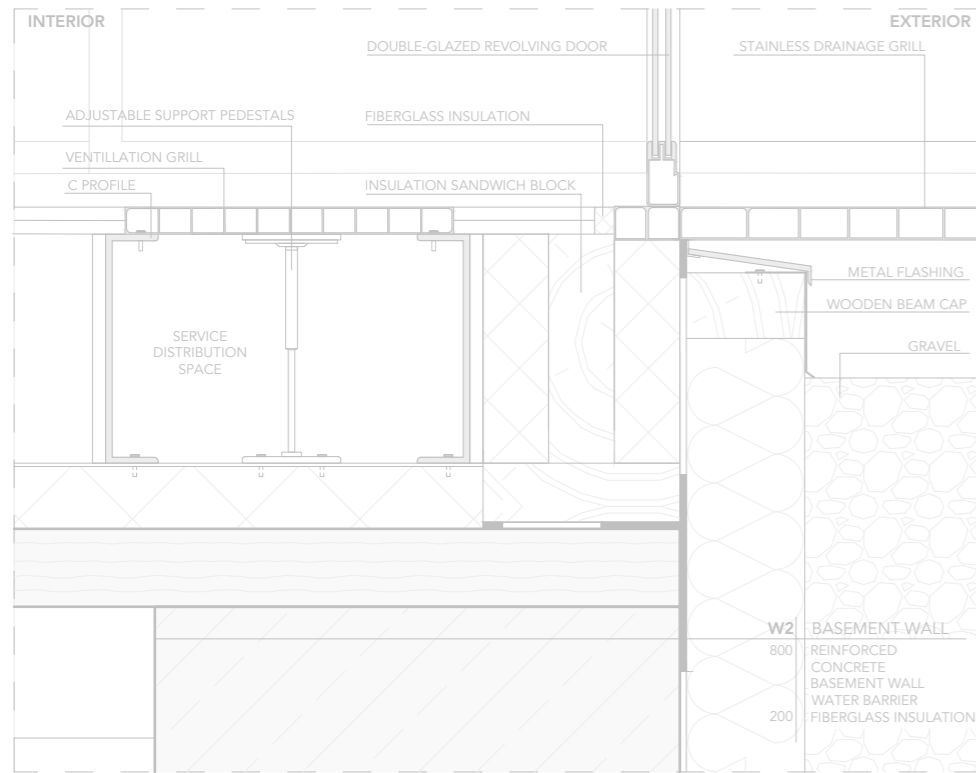 INTERIOR
EXTERIOR
DOUBLE-GLAZED REVOLVING DOOR
STAINLESS DRAINAGE GRILL
ADJUSTABLE SUPPORT PEDESTALS
FIBERGLASS INSULATION
VENTILLATION GRILL
C PROFILE
INSULATION SANDWICH BLOCK
METAL FLASHING
WOODEN BEAM CAP
GRAVEL
SERVICE
DISTRIBUTION
SPACE
W2 BASEMENT WALL
800 REINFORCED
CONCRETE
BASEMENT WALL
WATER BARRIER
200 FIBERGLASS INSULATION